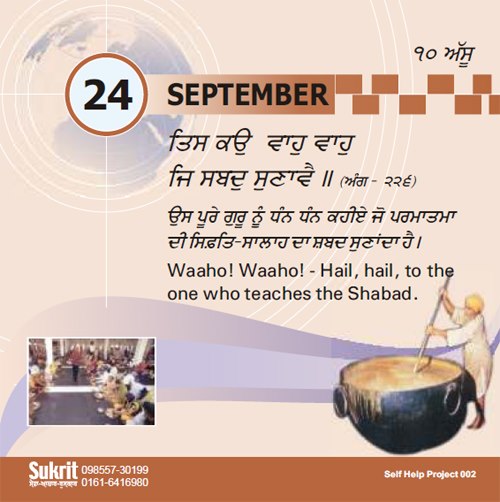 ੧੦ ਅੱਸੂ
24 SEPTEMBER
ਤਿਸ ਕਉ ਵਾਹੁ ਵਾਹੁ
ਜਿ ਸਬਦੁ ਸੁਣਾਵੈ ॥ (ਅੰਗ - ੨੨੬)
ਉਸ ਪੂਰੇ ਗੁਰੂ ਨੂੰ ਧੰਨ ਧੰਨ ਕਹੀਏ ਜੋ ਪਰਮਾਤਮਾ
ਦੀ ਸਿਫ਼ਤਿ-ਸਾਲਾਹ ਦਾ ਸ਼ਬਦ ਸੁਣਾਂਦਾ ਹੈ।
Waaho! Waaho! - Hail, hail, to the
one who teaches the Shabad.
Sukrit 098557-30199
0161-6416980
Self Help Project 002